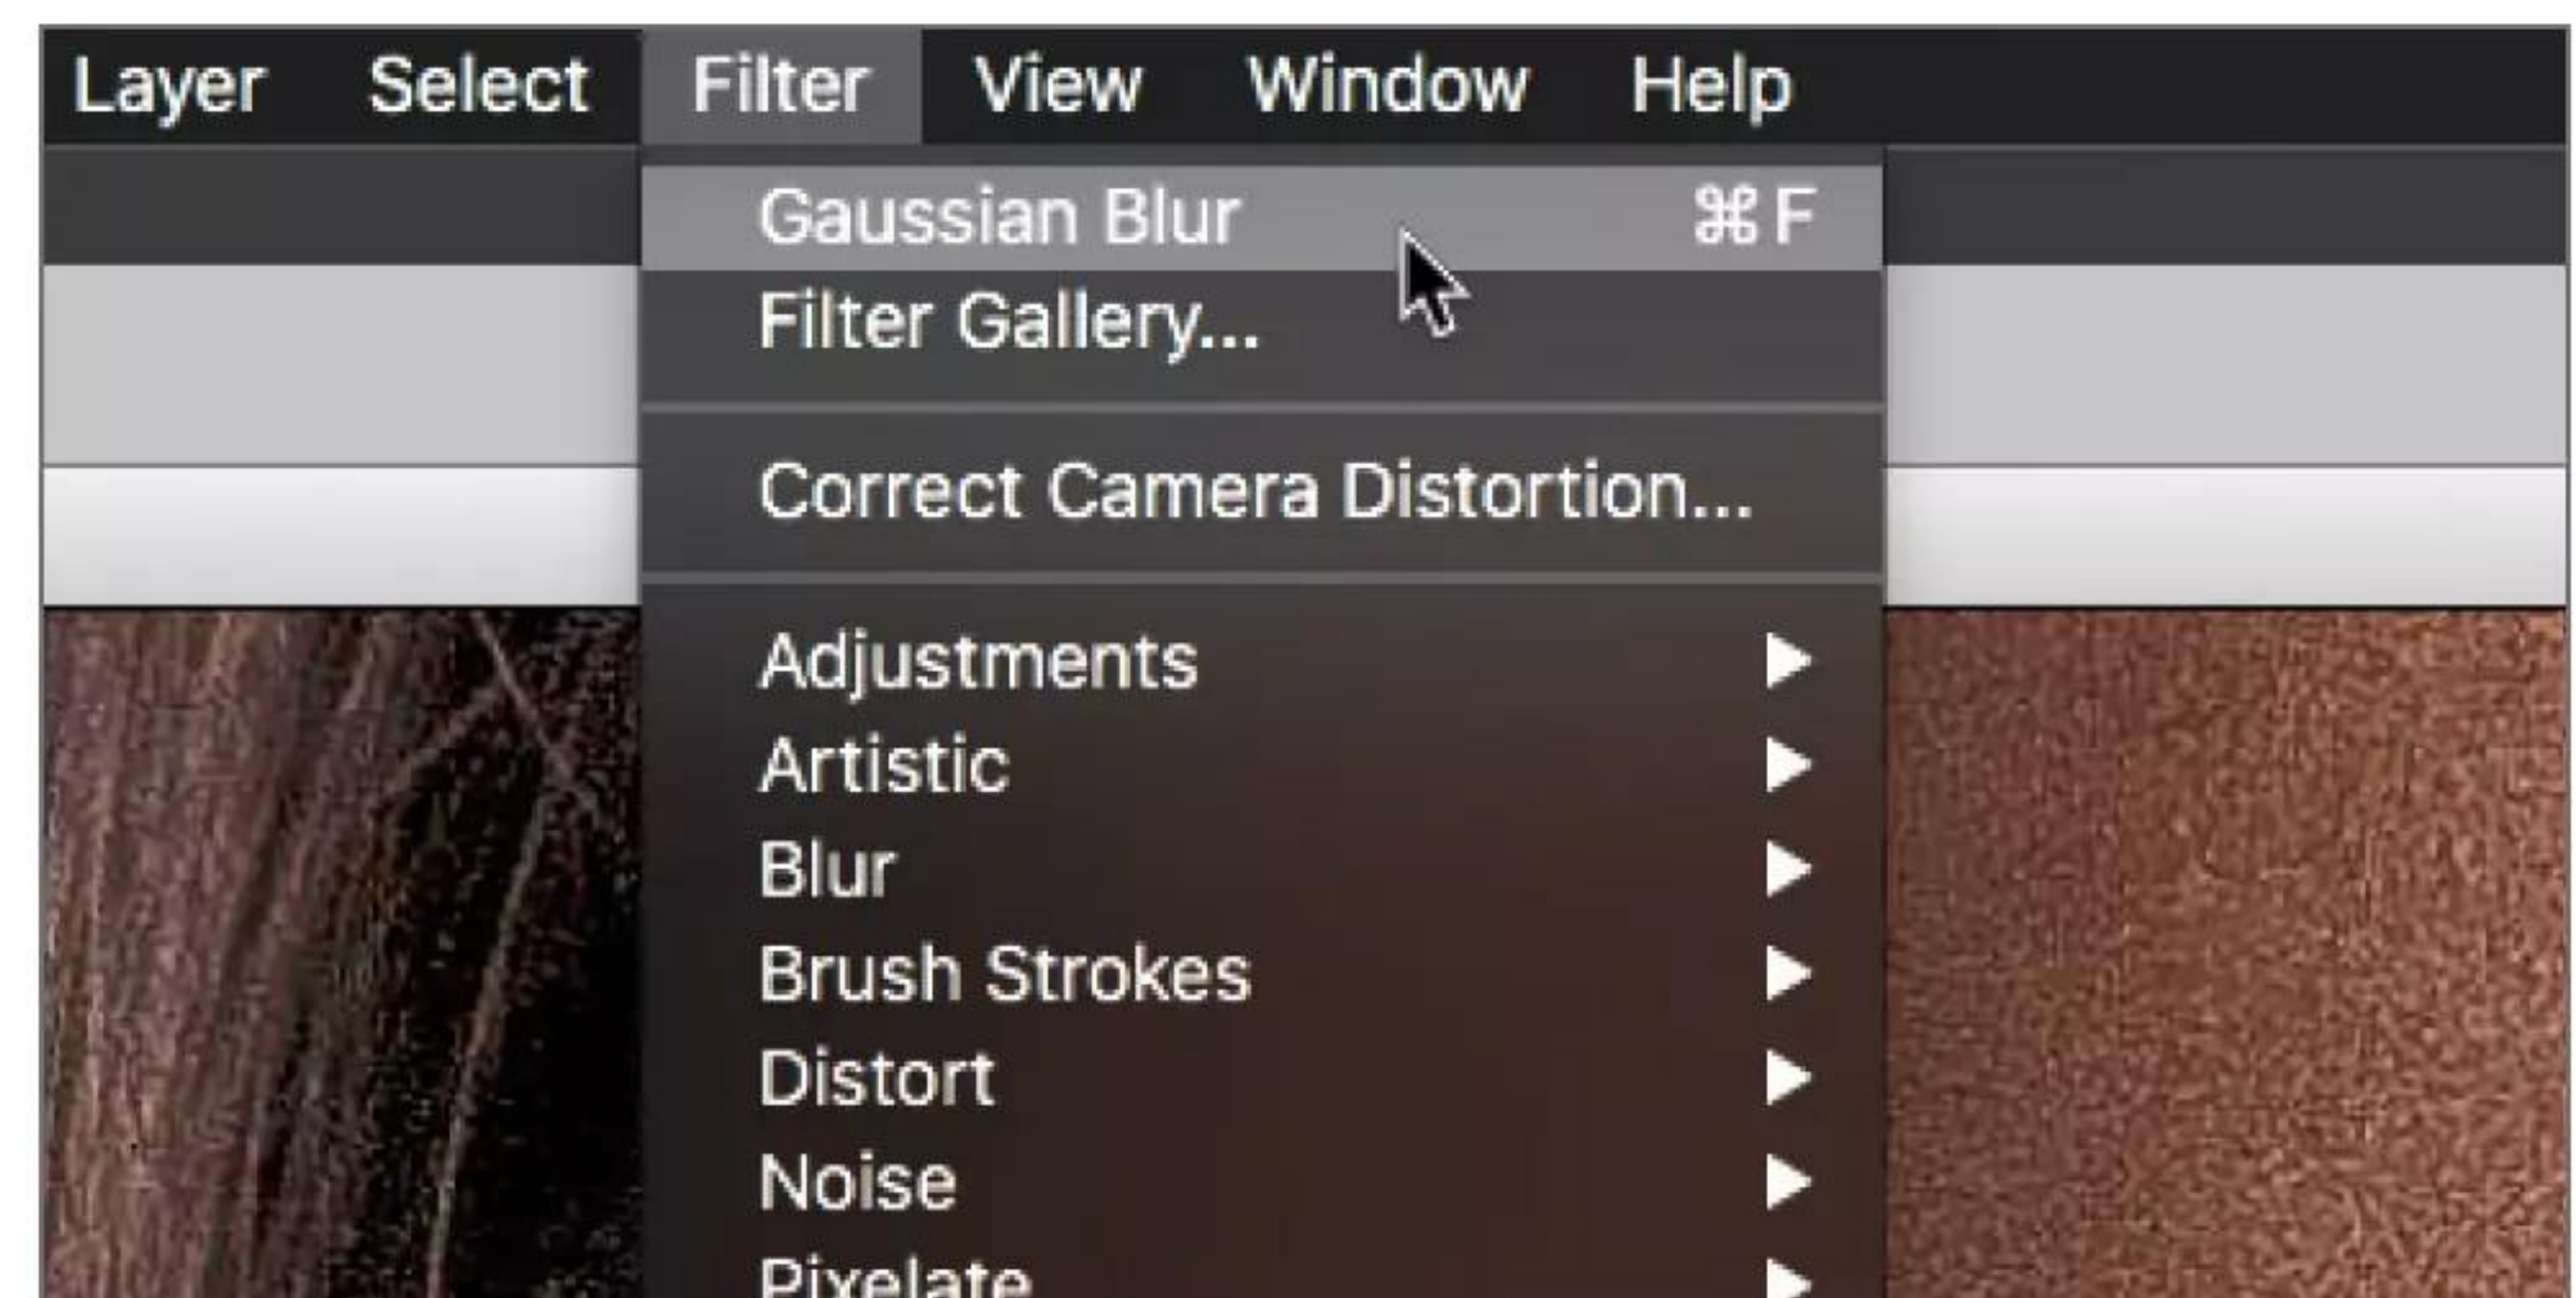 Layer Select Filter View Window Help
Gaussian Blur ⌘F
Filter Gallery...
Correct Camera Distortion...
Adjustments
Artistic
Blur
Brush Strokes
Distort
Noise
Pixelate